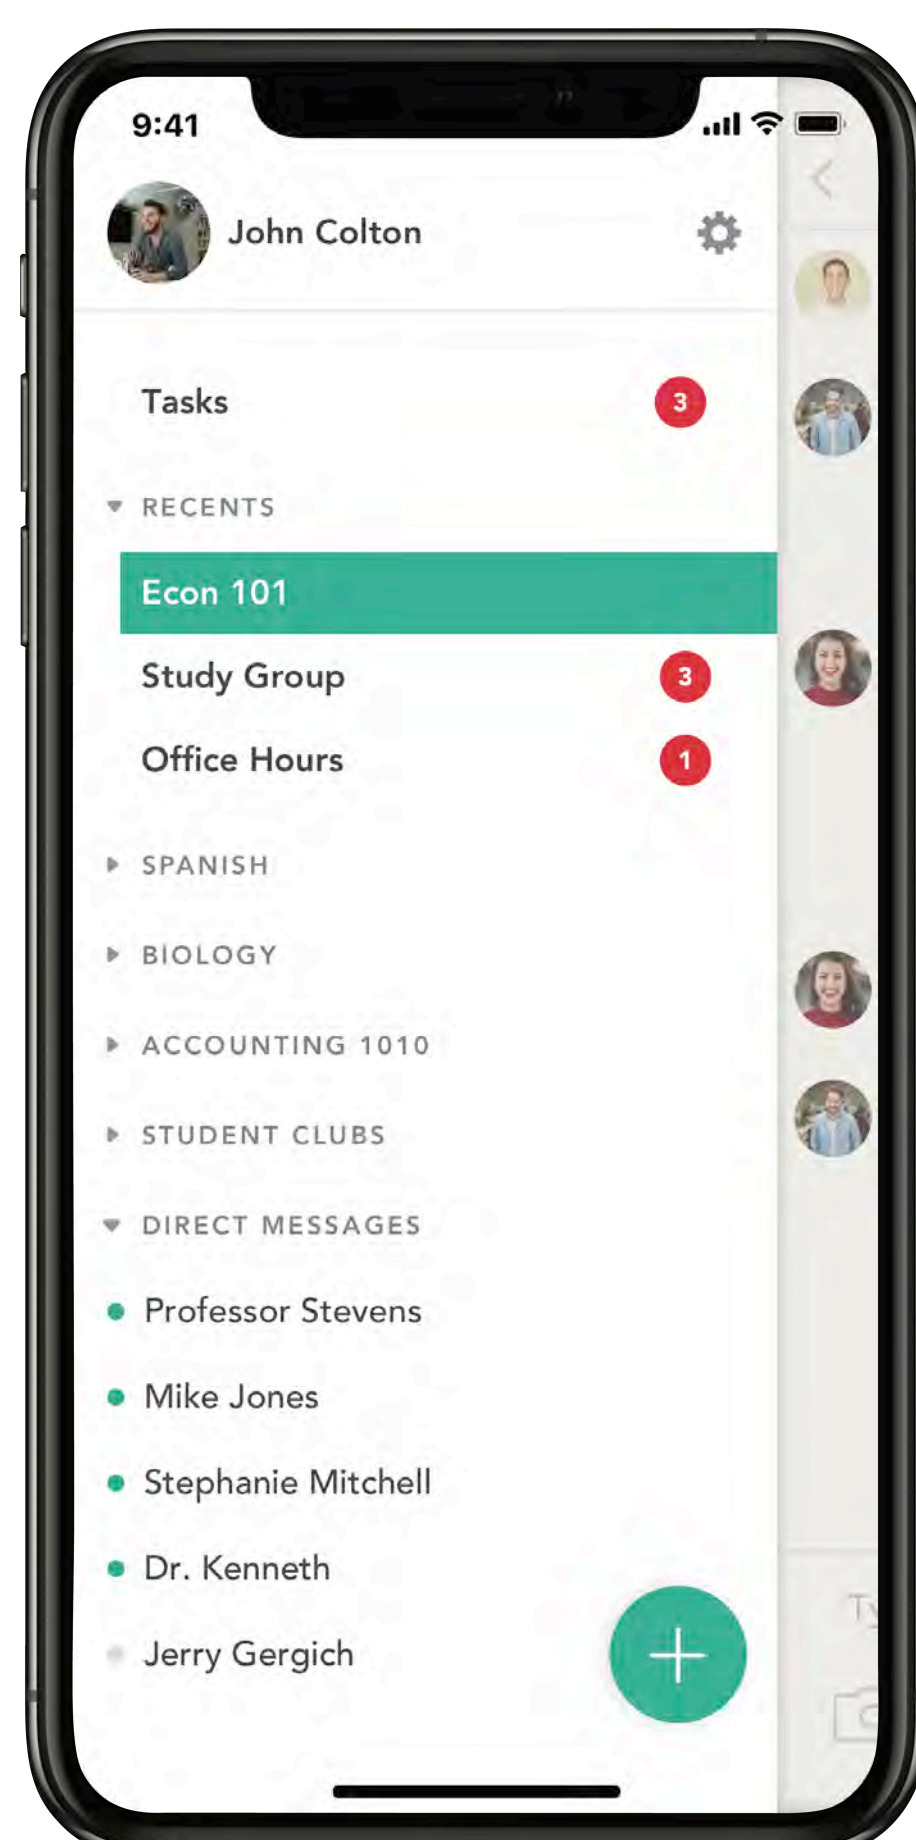 9:41
John Colton
Tasks 3
RECENTS
Econ 101
Study Group 3
Office Hours 1
SPANISH
BIOLOGY
ACCOUNTING 1010
STUDENT CLUBS
DIRECT MESSAGES
Professor Stevens
Mike Jones
Stephanie Mitchell
Dr. Kenneth
Jerry Gergich